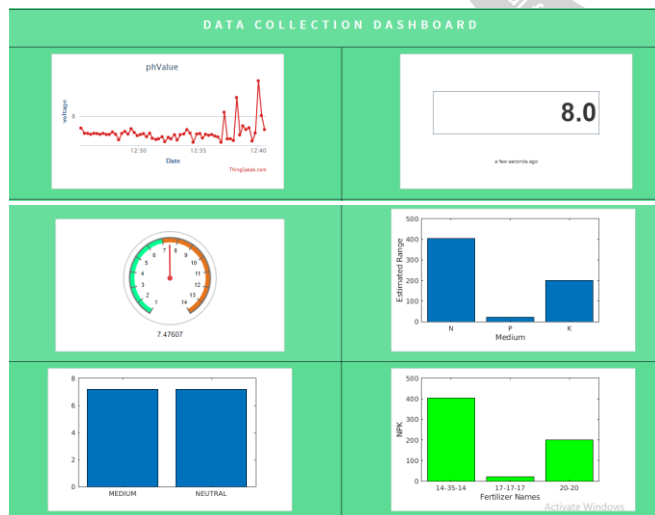 DATA COLLECTION DASHBOARD
phValue
voltage
3
12:30 12:35 12:40
Date
ThingSpeak.com
8.0
a few seconds ago
1 2 3 4 5 6 7 8 9 10 11 12 13 14
7.47607
500
400
300
200
100
0
Estimated Range
N P K
Medium
8
6
4
2
0
MEDIUM NEUTRAL
500
400
300
200
100
0
NPK
14-35-14 17-17-17 20-20
Fertilizer Names
Activate Windows